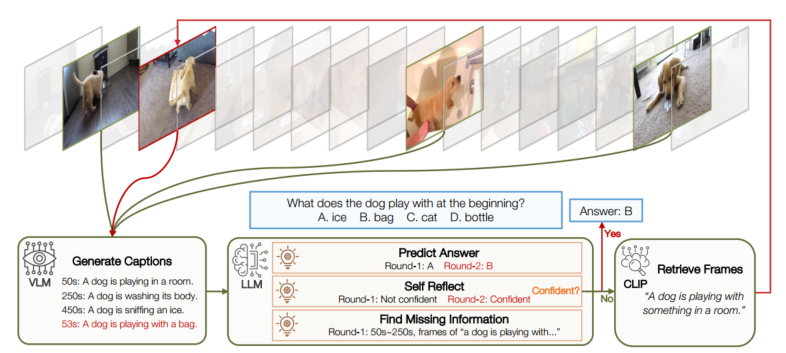 What does the dog play with at the beginning?
A. ice B. bag C. cat D. bottle
Answer: B
Yes
VLM
Generate Captions
50s: A dog is playing in a room.
250s: A dog is washing its body.
450s: A dog is sniffing an ice.
53s: A dog is playing with a bag.
LLM
Predict Answer
Round-1: A Round-2: B
Self Reflect
Round-1: Not confident Round-2: Confident
Confident?
Find Missing Information
Round-1: 50s~250s, frames of "a dog is playing with..."
No
CLIP
Retrieve Frames
"A dog is playing with
something in a room."